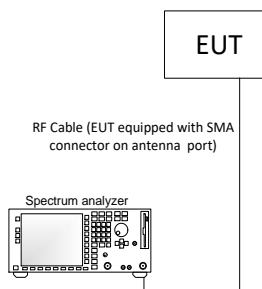 EUT
RF Cable (EUT equipped with SMA
connector on antenna port)
Spectrum analyzer